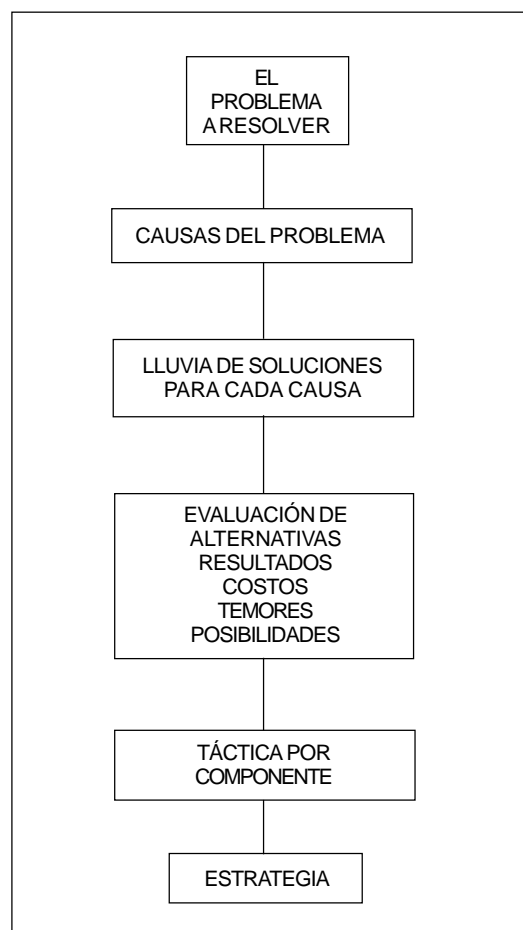 EL
PROBLEMA
A RESOLVER
CAUSAS DEL PROBLEMA
LLUVIA DE SOLUCIONES
PARA CADA CAUSA
EVALUACIÓN DE
ALTERNATIVAS
RESULTADOS
COSTOS
TEMORES
POSIBILIDADES
TÁCTICA POR
COMPONENTE
ESTRATEGIA